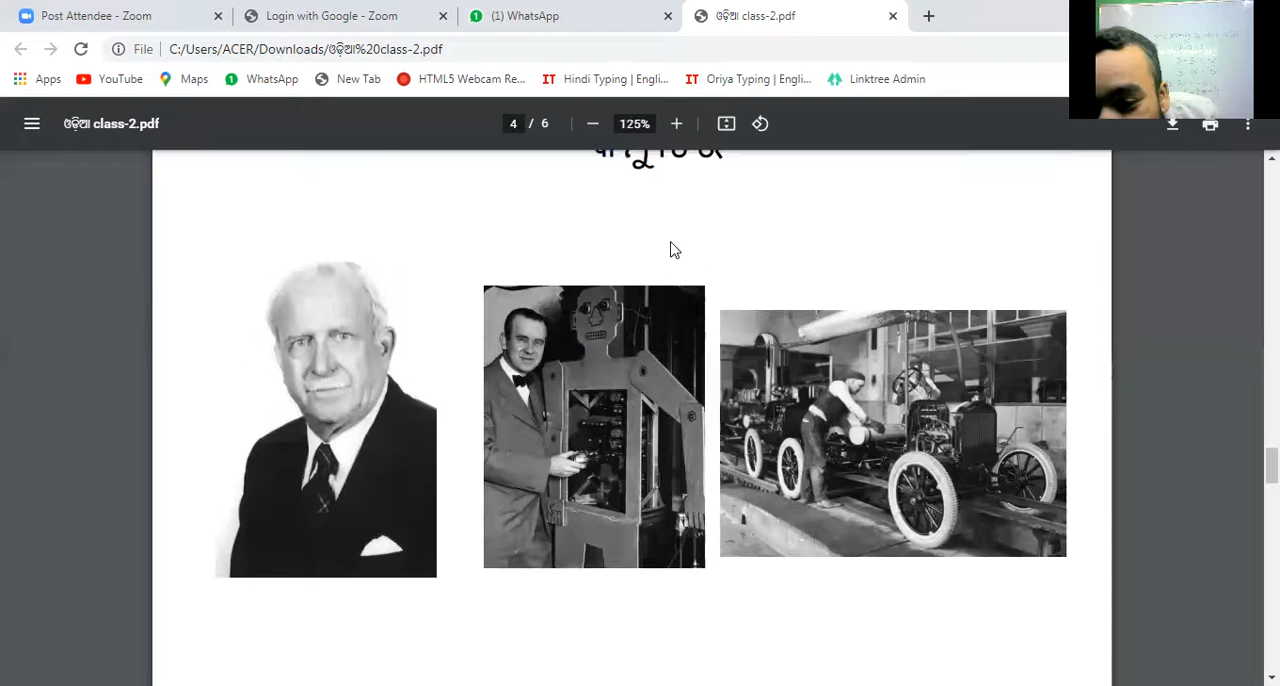 Post Attendee - Zoom
Login with Google - Zoom
(1) WhatsApp
ଓଡ଼ିଆ class-2.pdf
File C:/Users/ACER/Downloads/ଓଡ଼ିଆ%20class-2.pdf
Apps YouTube Maps WhatsApp New Tab HTML5 Webcam Re... Hindi Typing | Engli... Oriya Typing | Engli... Linktree Admin
ଓଡ଼ିଆ class-2.pdf 4 / 6 125%